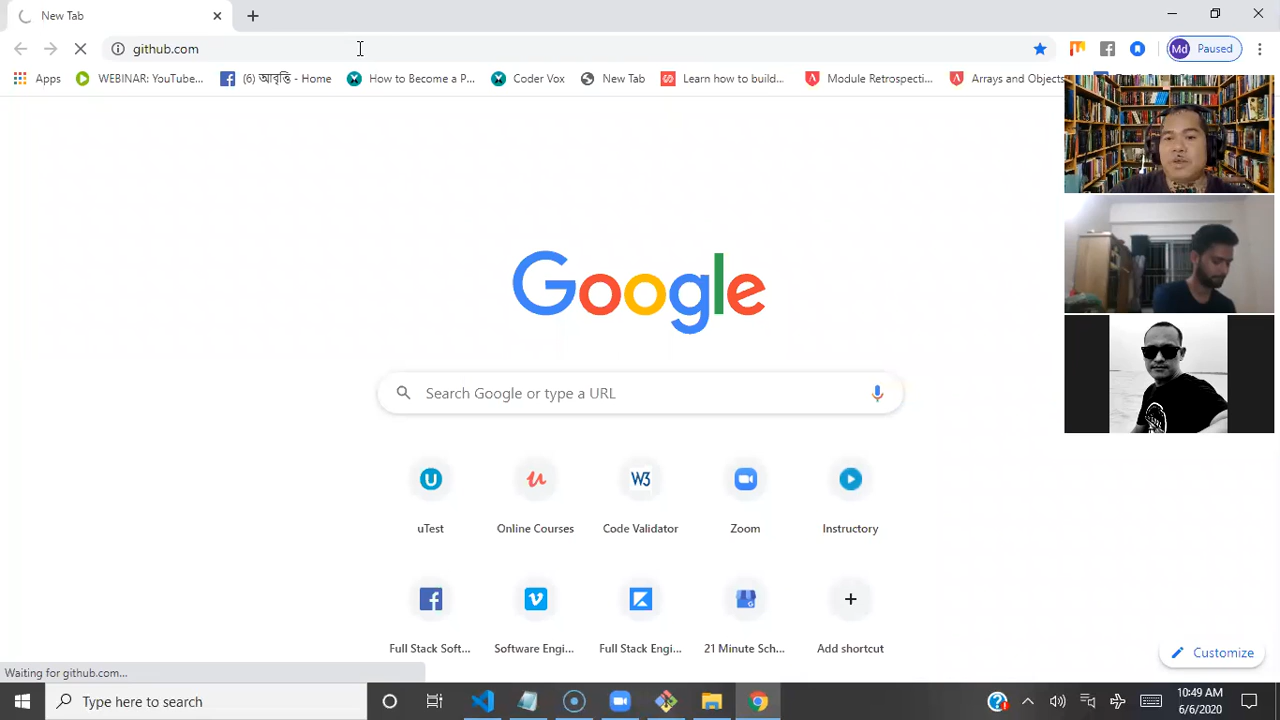 New Tab
github.com
Md Paused
Apps WEBINAR: YouTube... (6) আবৃত্তি - Home How to Become a P... Coder Vox New Tab Learn how to build... Module Retrospecti... Arrays and Objects
Google
Search Google or type a URL
U W3
uTest Online Courses Code Validator Zoom Instructory
Full Stack Soft... Software Engi... Full Stack Engi... 21 Minute Sch... Add shortcut
Customize
Waiting for github.com...
Type here to search
10:49 AM
6/6/2020